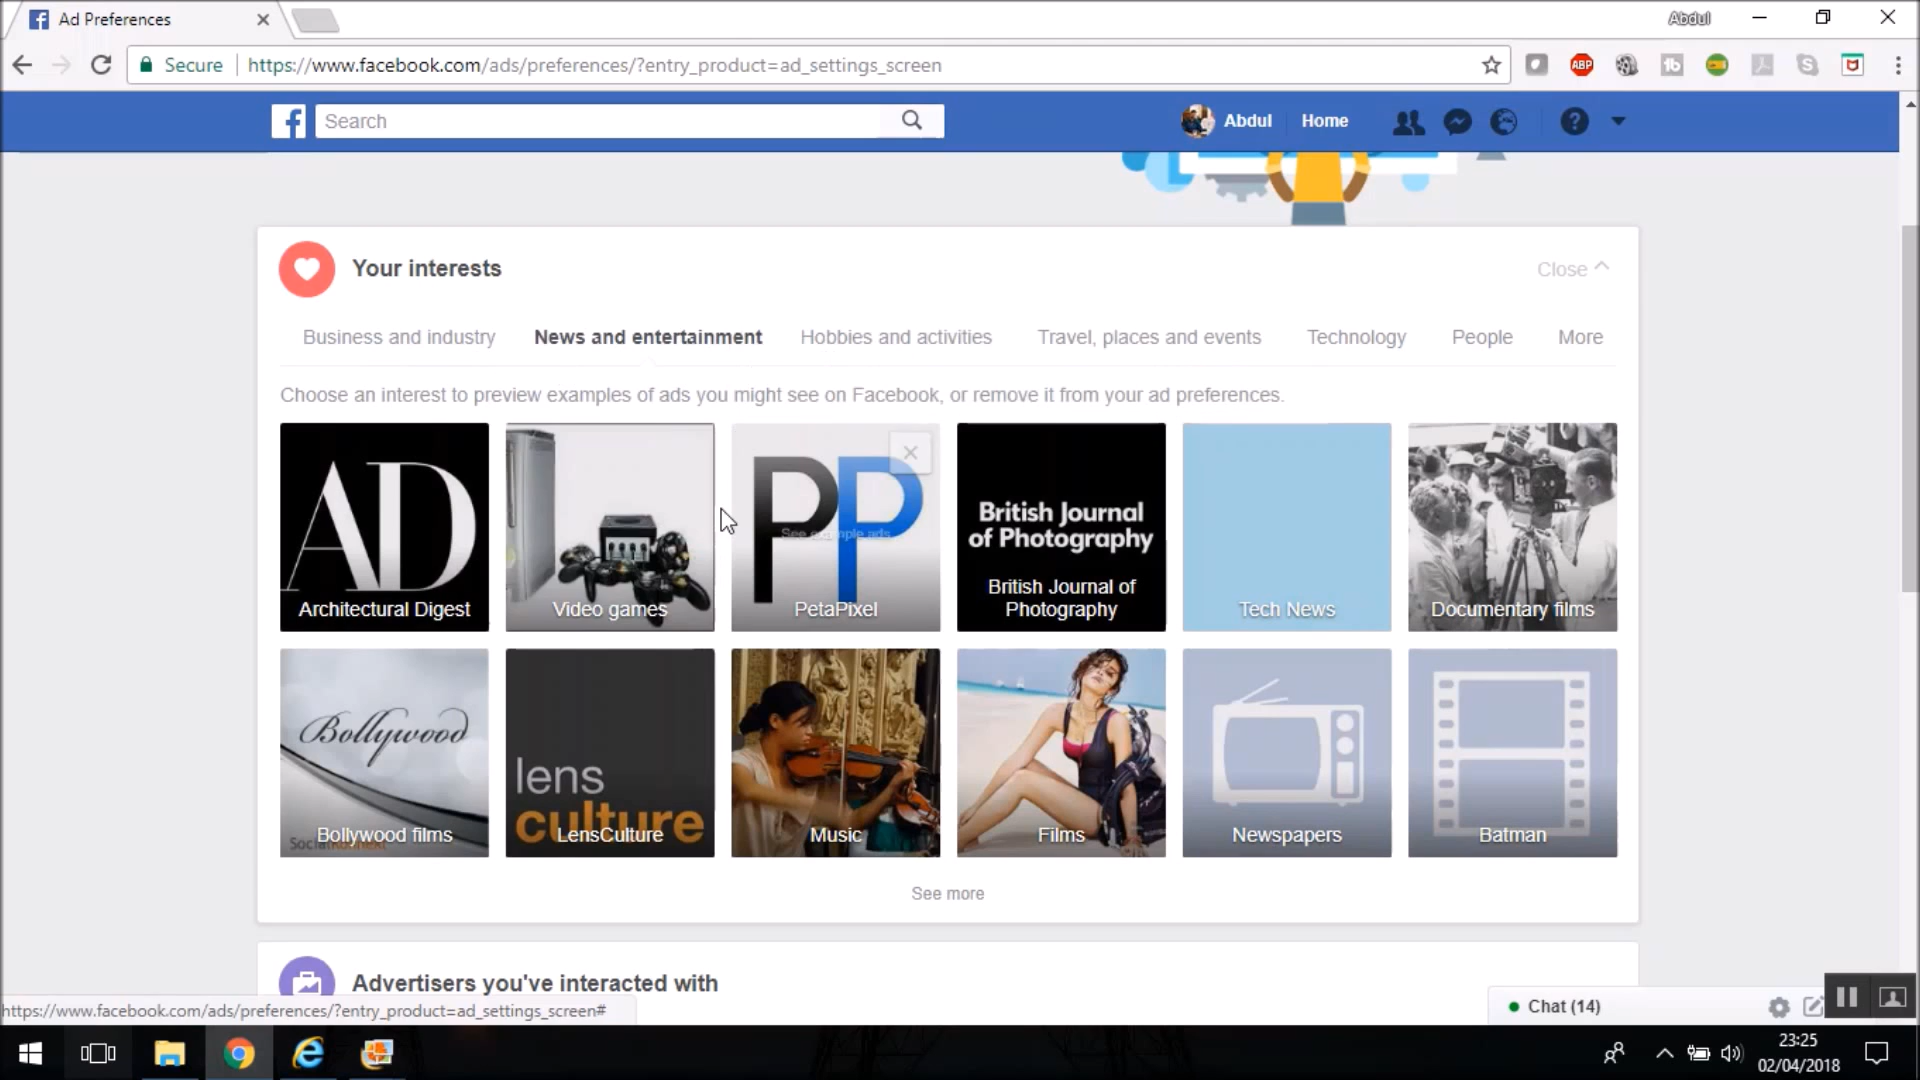 Ad Preferences
Abdul
Secure
https://www.facebook.com/ads/preferences/?entry_product=ad_settings_screen
ABP
Search
Abdul
Home
Your interests
Close
Business and industry
News and entertainment
Hobbies and activities
Travel, places and events
Technology
People
More
Choose an interest to preview examples of ads you might see on Facebook, or remove it from your ad preferences.
AD
Architectural Digest
Video games
PP
See example ads
PetaPixel
British Journal
of Photography
British Journal of
Photography
Tech News
Documentary films
Bollywood
Bollywood films
lens
culture
LensCulture
Music
Films
Newspapers
Batman
See more
Advertisers you've interacted with
https://www.facebook.com/ads/preferences/?entry_product=ad_settings_screen#
Chat (14)
23:25
02/04/2018